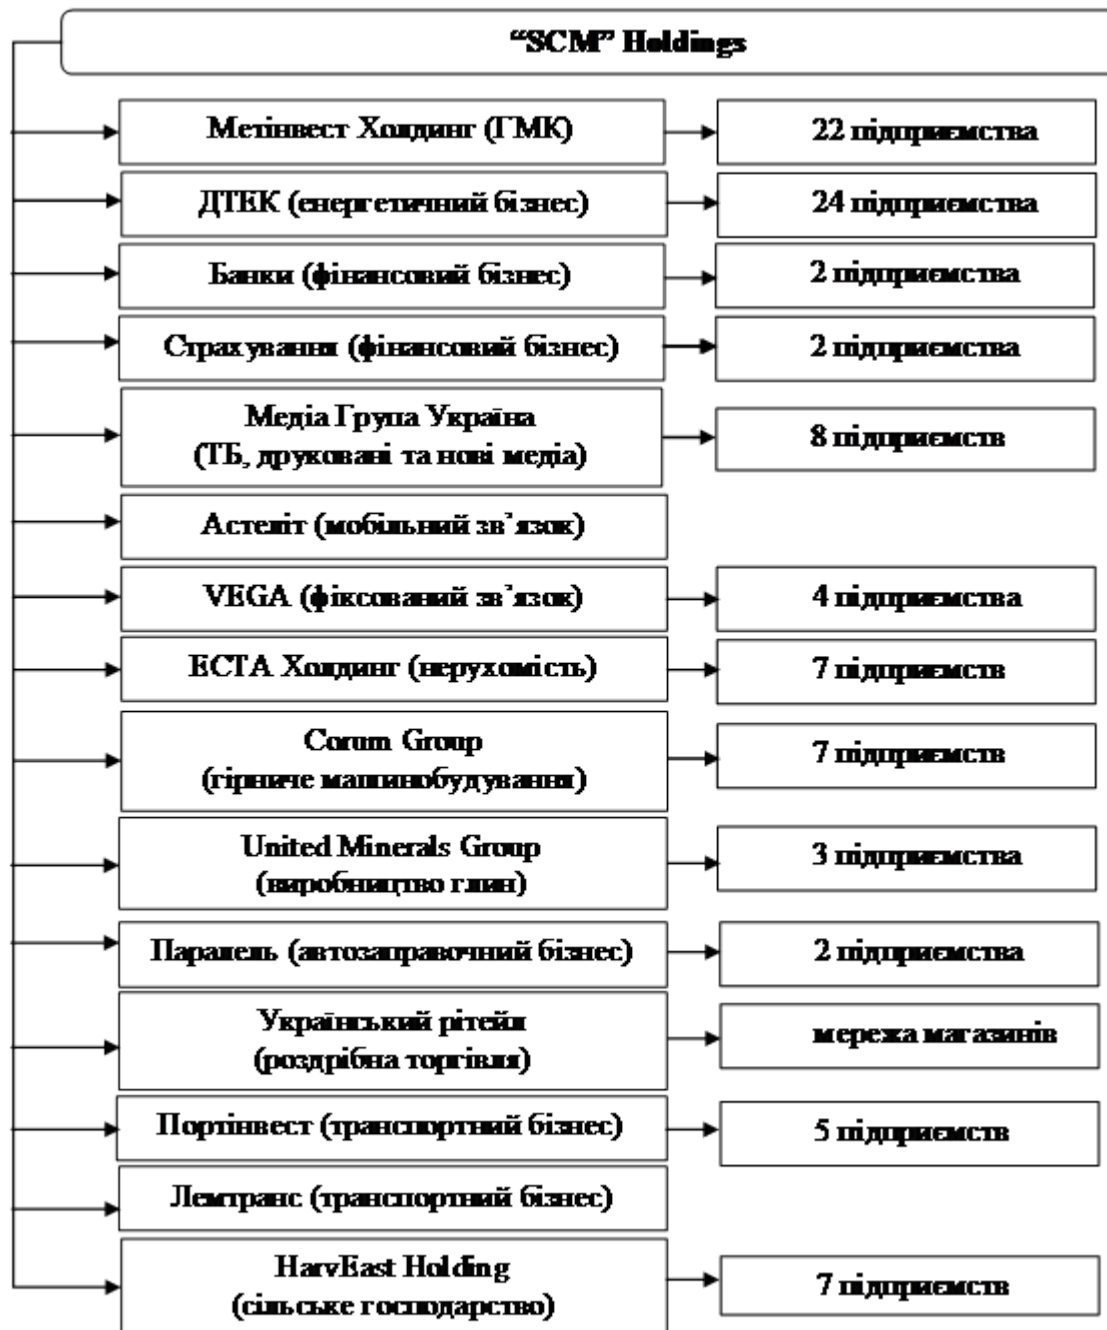 “SCM” Holdings
Метінвест Холдинг (ГМК)
22 підприємства
ДТЕК (енергетичний бізнес)
24 підприємства
Банки (фінансовий бізнес)
2 підприємства
Страхування (фінансовий бізнес)
2 підприємства
Медіа Група Україна
(ТБ, друковані та нові медіа)
8 підприємств
Астеліт (мобільний зв’язок)
VEGA (фіксований зв’язок)
4 підприємства
ЕСТА Холдинг (нерухомість)
7 підприємств
Corum Group
(гірниче машинобудування)
7 підприємств
United Minerals Group
(виробництво глин)
3 підприємства
Паралель (автозаправочний бізнес)
2 підприємства
Український рітейл
(роздрібна торгівля)
мережа магазинів
Портінвест (транспортний бізнес)
5 підприємств
Лемтранс (транспортний бізнес)
HarvEast Holding
(сільське господарство)
7 підприємств